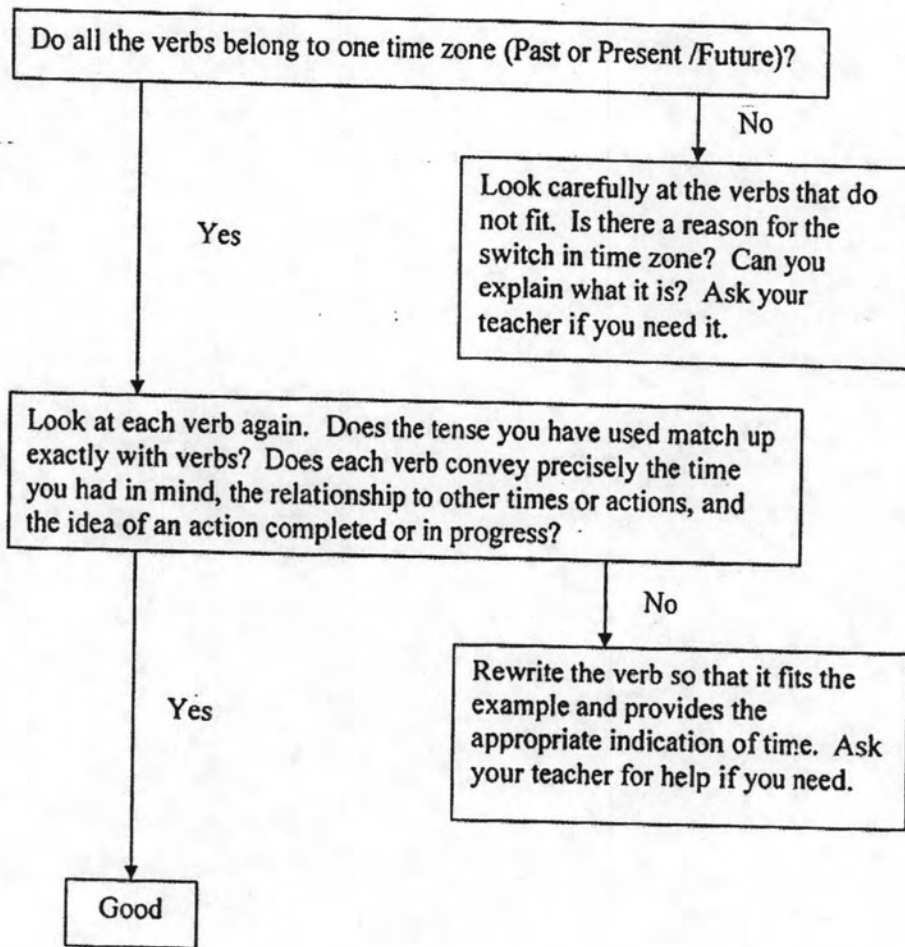 Do all the verbs belong to one time zone (Past or Present /Future)?
No
Look carefully at the verbs that do
not fit. Is there a reason for the
switch in time zone? Can you
explain what it is? Ask your
teacher if you need it.
Yes
Look at each verb again. Does the tense you have used match up
exactly with verbs? Does each verb convey precisely the time
you had in mind, the relationship to other times or actions, and
the idea of an action completed or in progress?
No
Rewrite the verb so that it fits the
example and provides the
appropriate indication of time. Ask
your teacher for help if you need.
Yes
Good